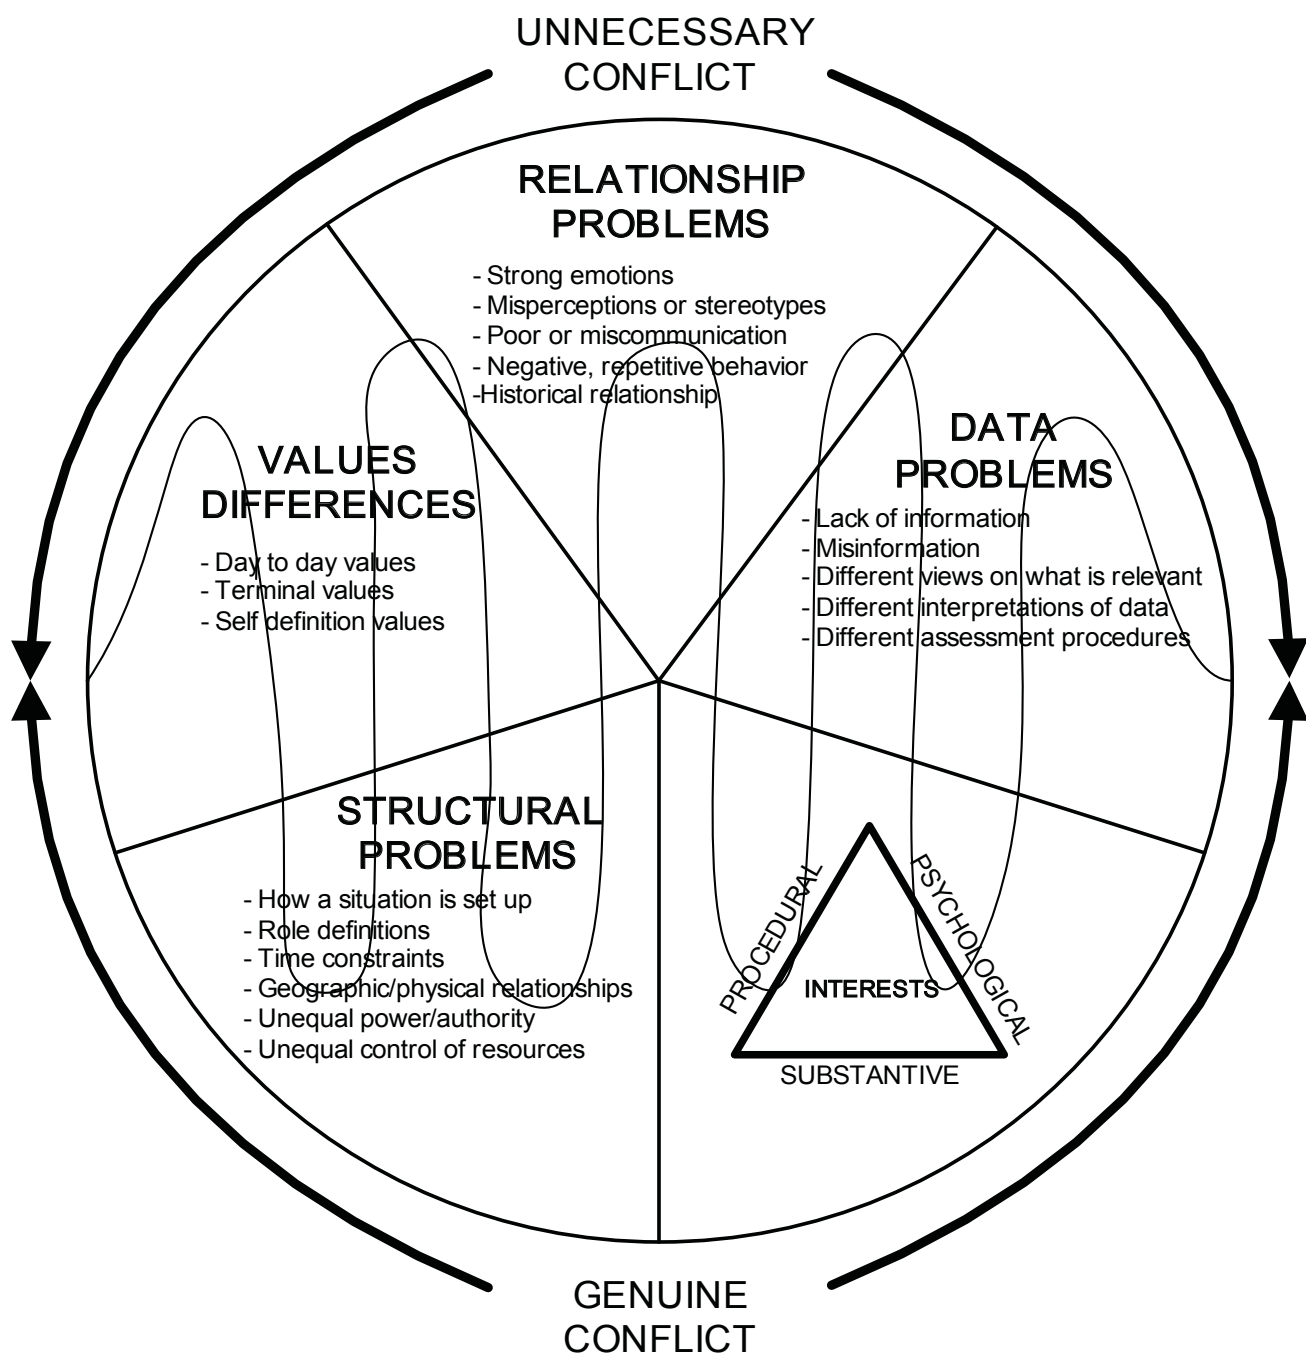 UNNECESSARY
CONFLICT
RELATIONSHIP
PROBLEMS
- Strong emotions
- Misperceptions or stereotypes
- Poor or miscommunication
- Negative, repetitive behavior
-Historical relationship
VALUES
DIFFERENCES
- Day to day values
- Terminal values
- Self definition values
DATA
PROBLEMS
- Lack of information
- Misinformation
- Different views on what is relevant
- Different interpretations of data
- Different assessment procedures
STRUCTURAL
PROBLEMS
- How a situation is set up
- Role definitions
- Time constraints
- Geographic/physical relationships
- Unequal power/authority
- Unequal control of resources
PROCEDURAL
PSYCHOLOGICAL
INTERESTS
SUBSTANTIVE
GENUINE
CONFLICT